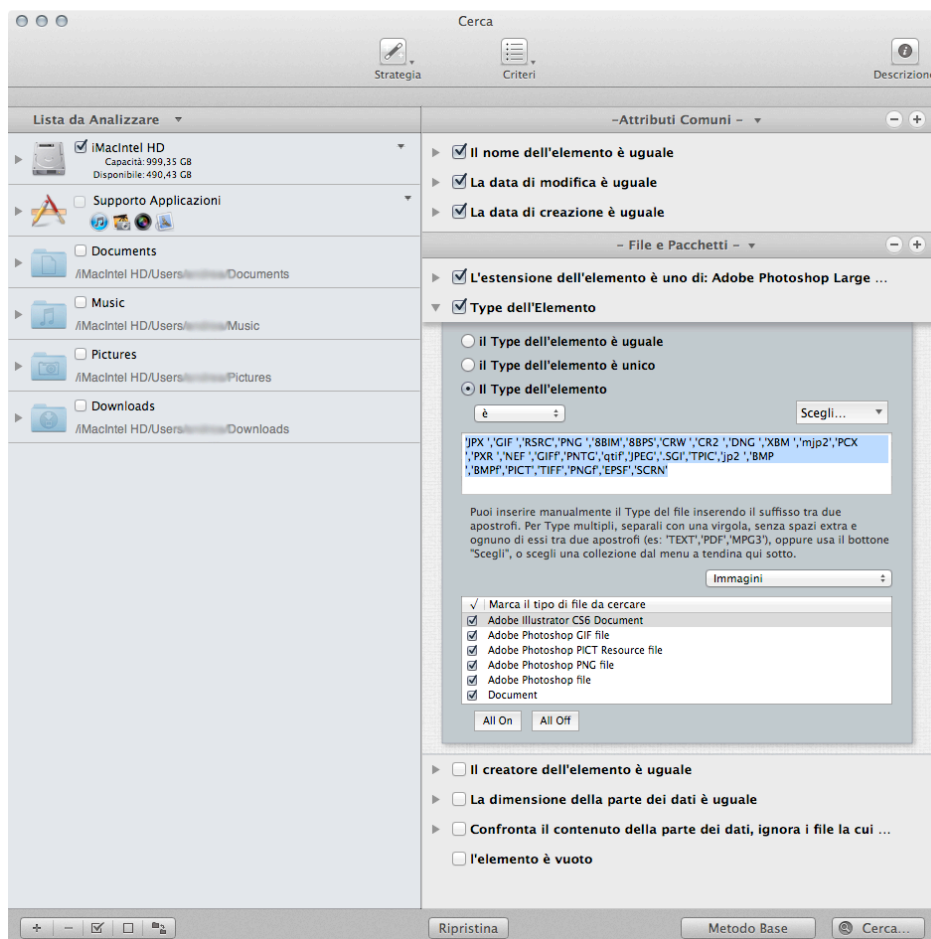 Cerca
Strategia
Criteri
Descrizion
Lista da Analizzare
iMacIntel HD
Capacità: 999,35 GB
Disponibile: 490,43 GB
Supporto Applicazioni
Documents
/iMacIntel HD/Users/ /Documents
Music
/iMacIntel HD/Users/ /Music
Pictures
/iMacIntel HD/Users/ /Pictures
Downloads
/iMacIntel HD/Users/ /Downloads
-Attributi Comuni -
Il nome dell'elemento è uguale
La data di modifica è uguale
La data di creazione è uguale
- File e Pacchetti -
L'estensione dell'elemento è uno di: Adobe Photoshop Large ...
Type dell'Elemento
il Type dell'elemento è uguale
il Type dell'elemento è unico
Il Type dell'elemento
è
Scegli...
'JPX ','GIF ','RSRC','PNG ','8BIM','8BPS','CRW ','CR2 ','DNG ','XBM ','mjp2','PCX
','PXR ','NEF ','GIFf','PNTG','qtif','JPEG','.SGI','TPIC','jp2 ','BMP
','BMPf','PICT','TIFF','PNGf','EPSF','SCRN'
Puoi inserire manualmente il Type del file inserendo il suffisso tra due
apostrofi. Per Type multipli, separali con una virgola, senza spazi extra e
ognuno di essi tra due apostrofi (es: 'TEXT','PDF','MPG3'), oppure usa il bottone
"Scegli", o scegli una collezione dal menu a tendina qui sotto.
Immagini
√ Marca il tipo di file da cercare
Adobe Illustrator CS6 Document
Adobe Photoshop GIF file
Adobe Photoshop PICT Resource file
Adobe Photoshop PNG file
Adobe Photoshop file
Document
All On
All Off
Il creatore dell'elemento è uguale
La dimensione della parte dei dati è uguale
Confronta il contenuto della parte dei dati, ignora i file la cui ...
l'elemento è vuoto
Ripristina
Metodo Base
Cerca...